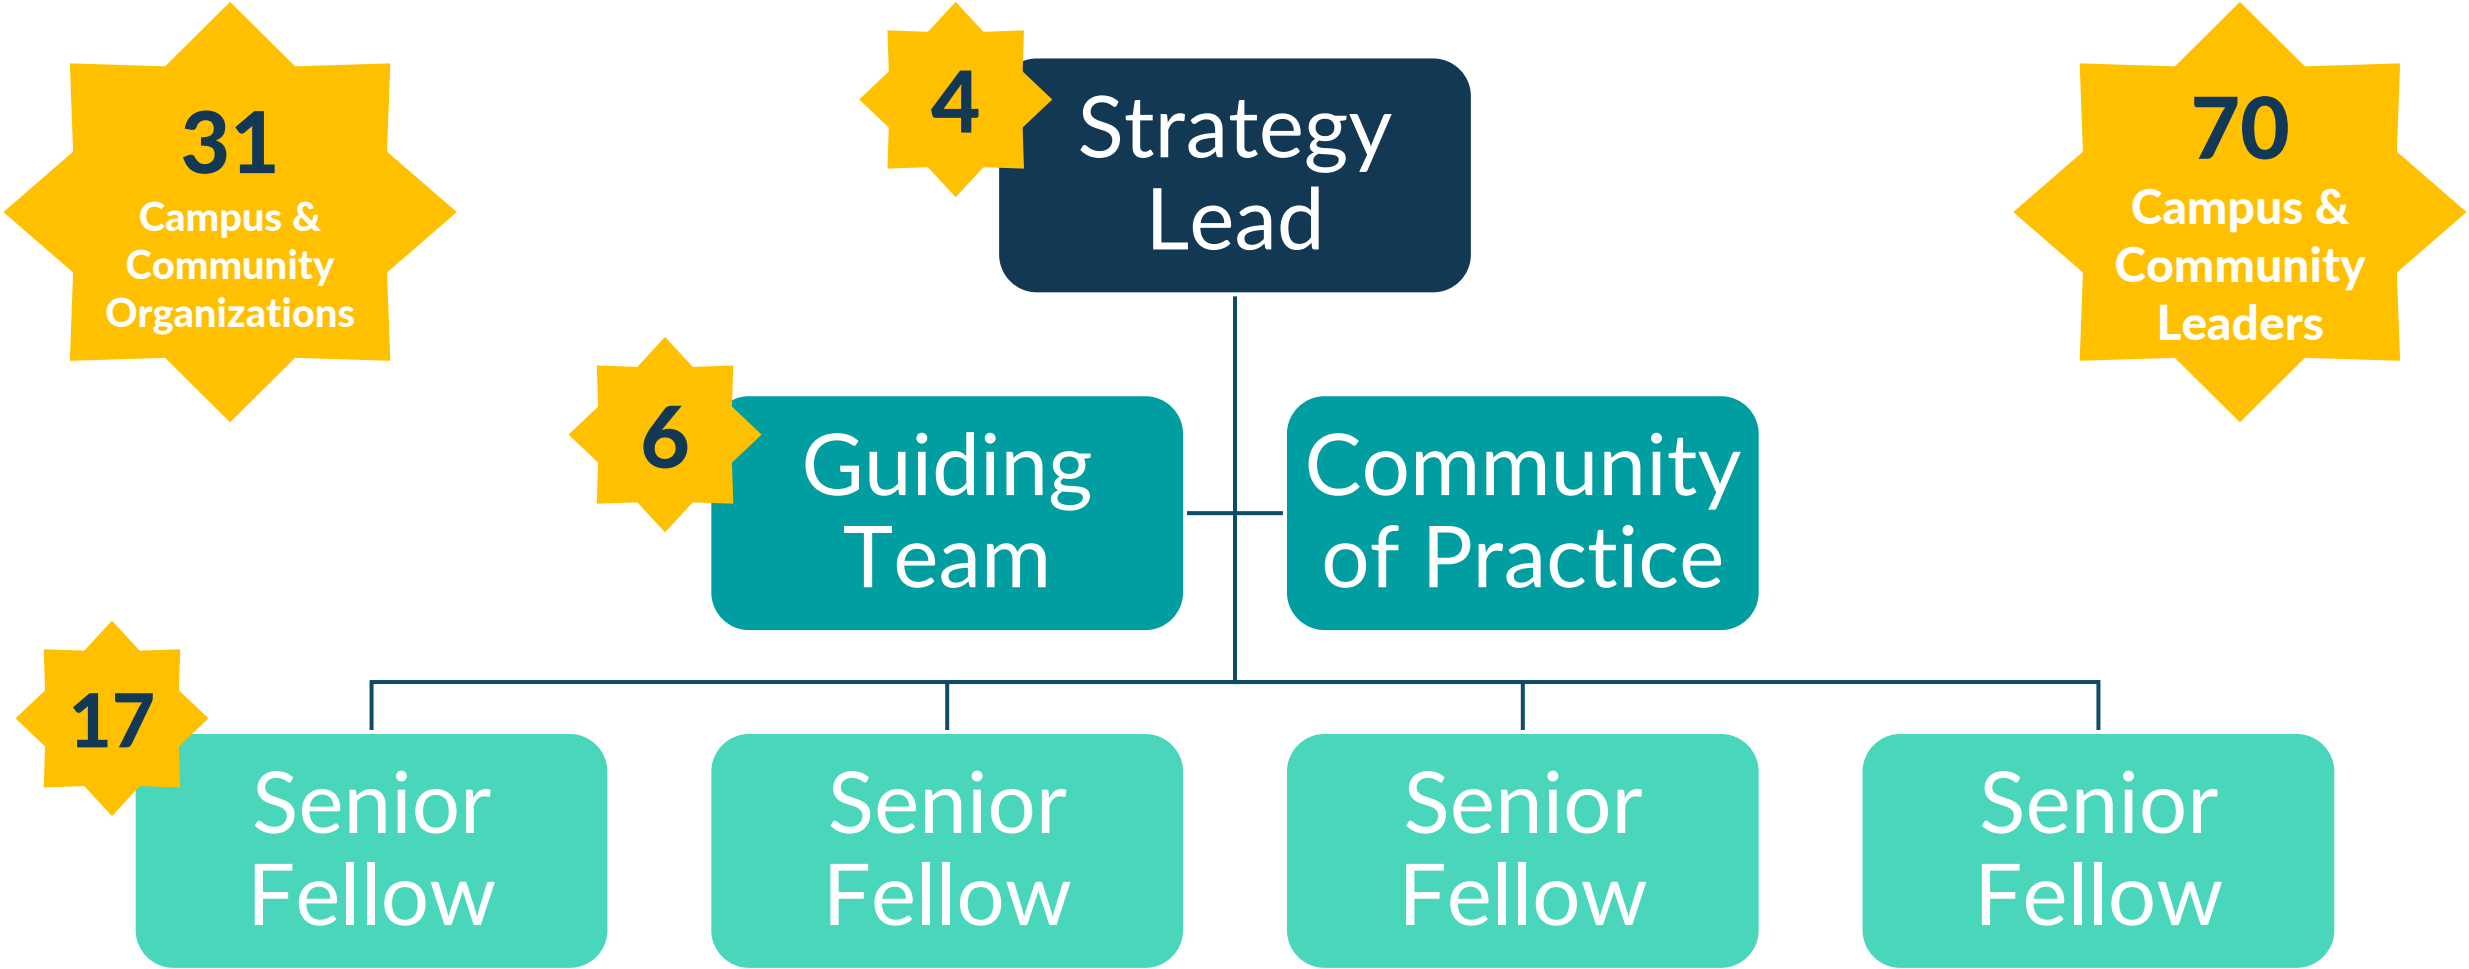 31
Campus &
Community
Organizations
4
Strategy
Lead
70
Campus &
Community
Leaders
6
Guiding
Team
Community
of Practice
17
Senior
Fellow
Senior
Fellow
Senior
Fellow
Senior
Fellow